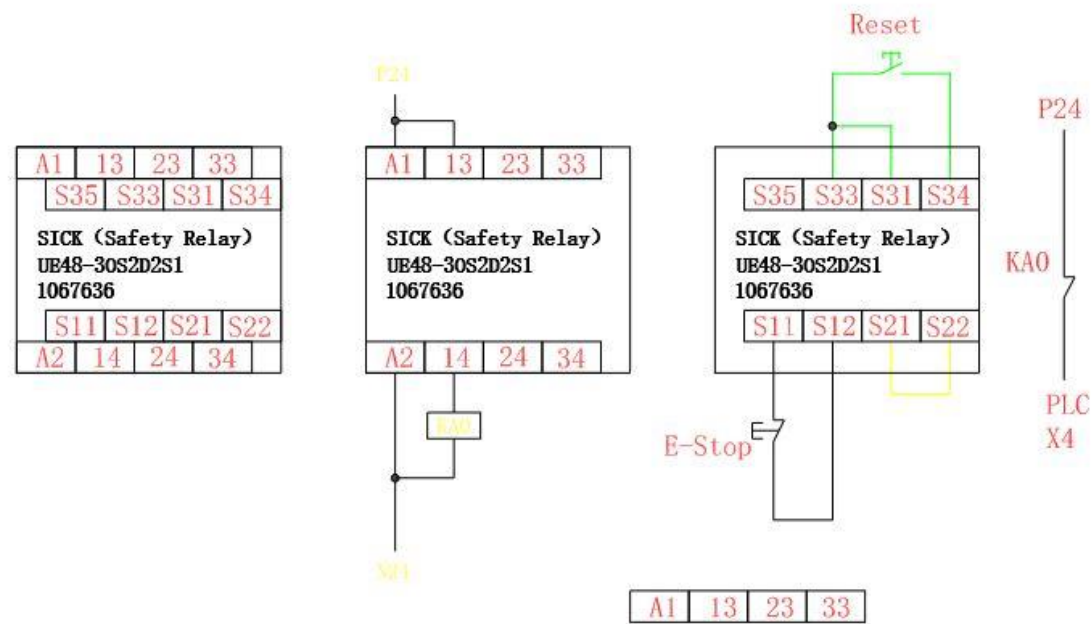 Reset
P24
P24
A1 13 23 33
S35 S33 S31 S34
SICK (Safety Relay)
UE48-30S2D2S1
1067636
S11 S12 S21 S22
A2 14 24 34
A1 13 23 33
SICK (Safety Relay)
UE48-30S2D2S1
1067636
A2 14 24 34
KA0
N24
S35 S33 S31 S34
SICK (Safety Relay)
UE48-30S2D2S1
1067636
S11 S12 S21 S22
E-Stop
KA0
PLC
X4
A1 13 23 33